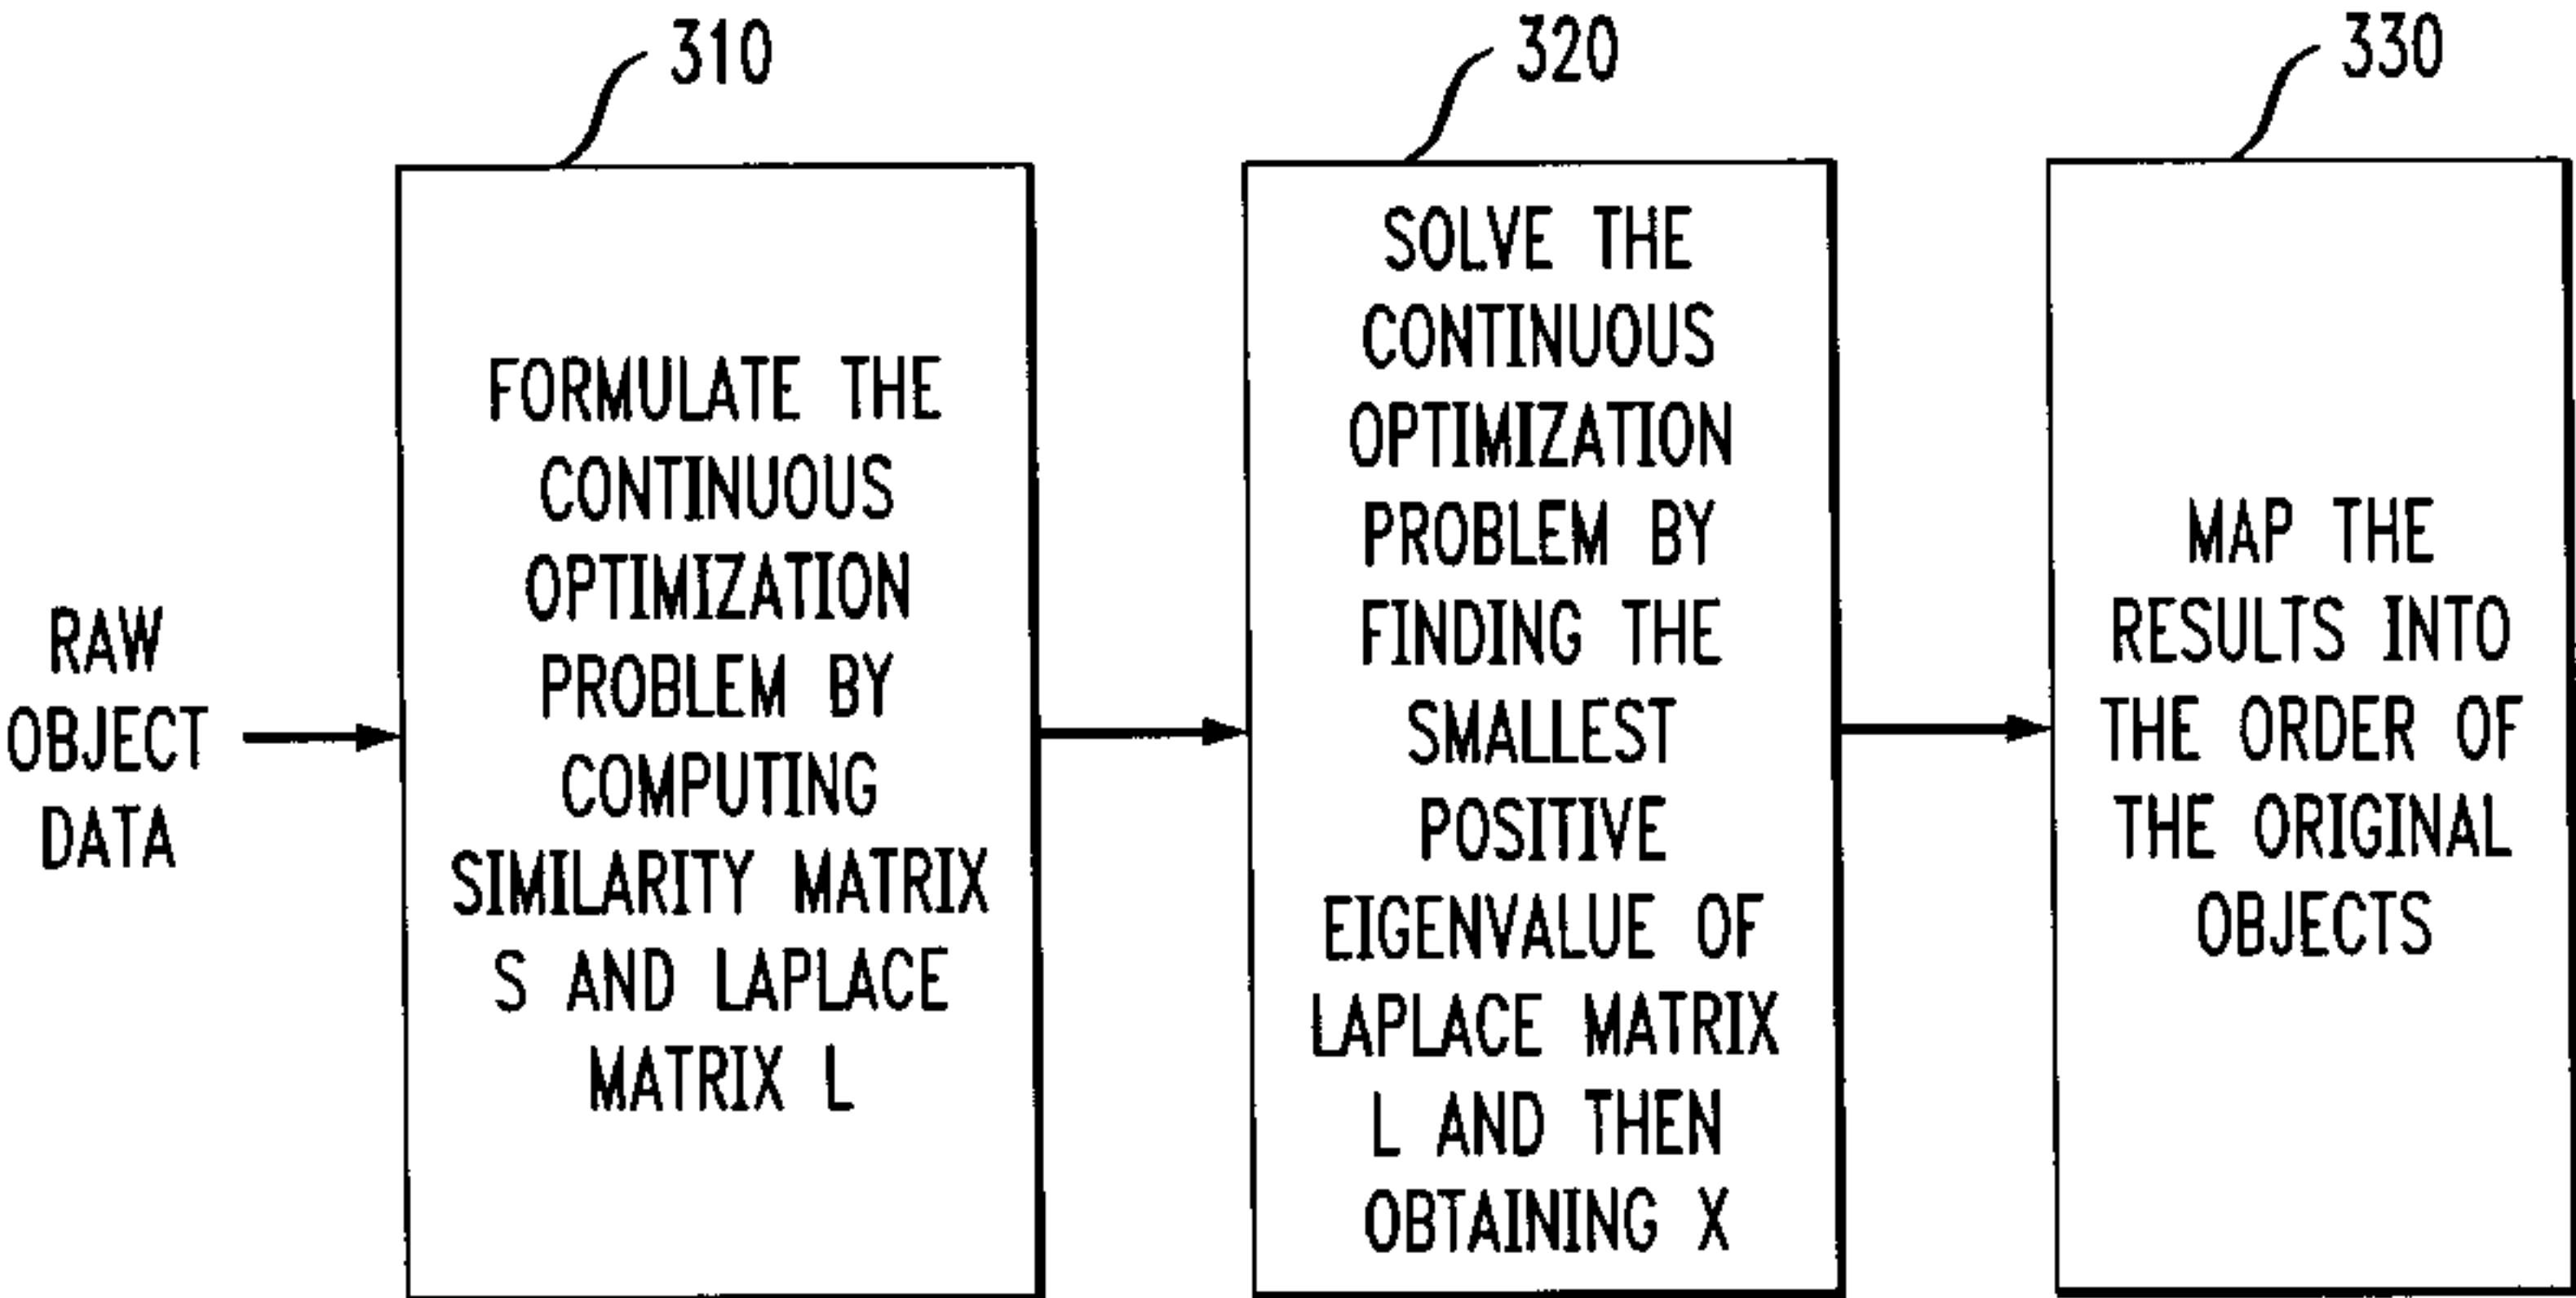 310
320
330
RAW
OBJECT
DATA
FORMULATE THE
CONTINUOUS
OPTIMIZATION
PROBLEM BY
COMPUTING
SIMILARITY MATRIX
S AND LAPLACE
MATRIX L
SOLVE THE
CONTINUOUS
OPTIMIZATION
PROBLEM BY
FINDING THE
SMALLEST
POSITIVE
EIGENVALUE OF
LAPLACE MATRIX
L AND THEN
OBTAINING X
MAP THE
RESULTS INTO
THE ORDER OF
THE ORIGINAL
OBJECTS